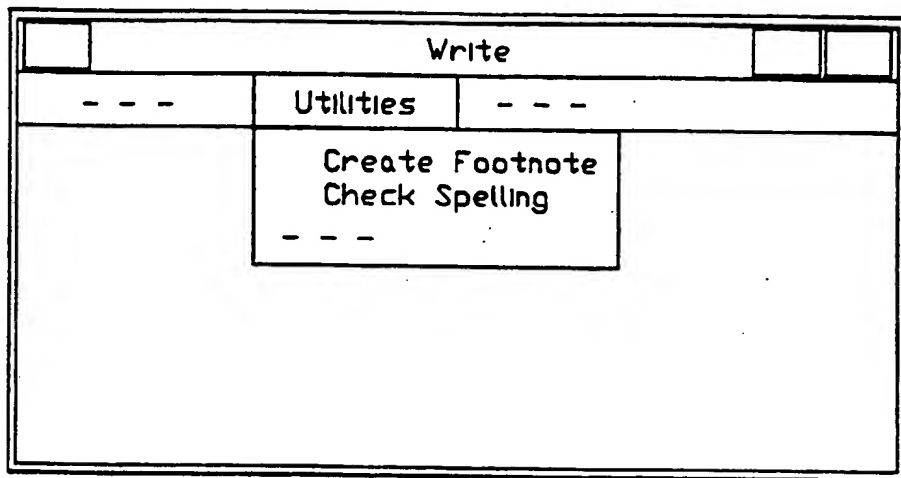 Write
- - - Utilities - - -
Create Footnote
Check Spelling
- - -